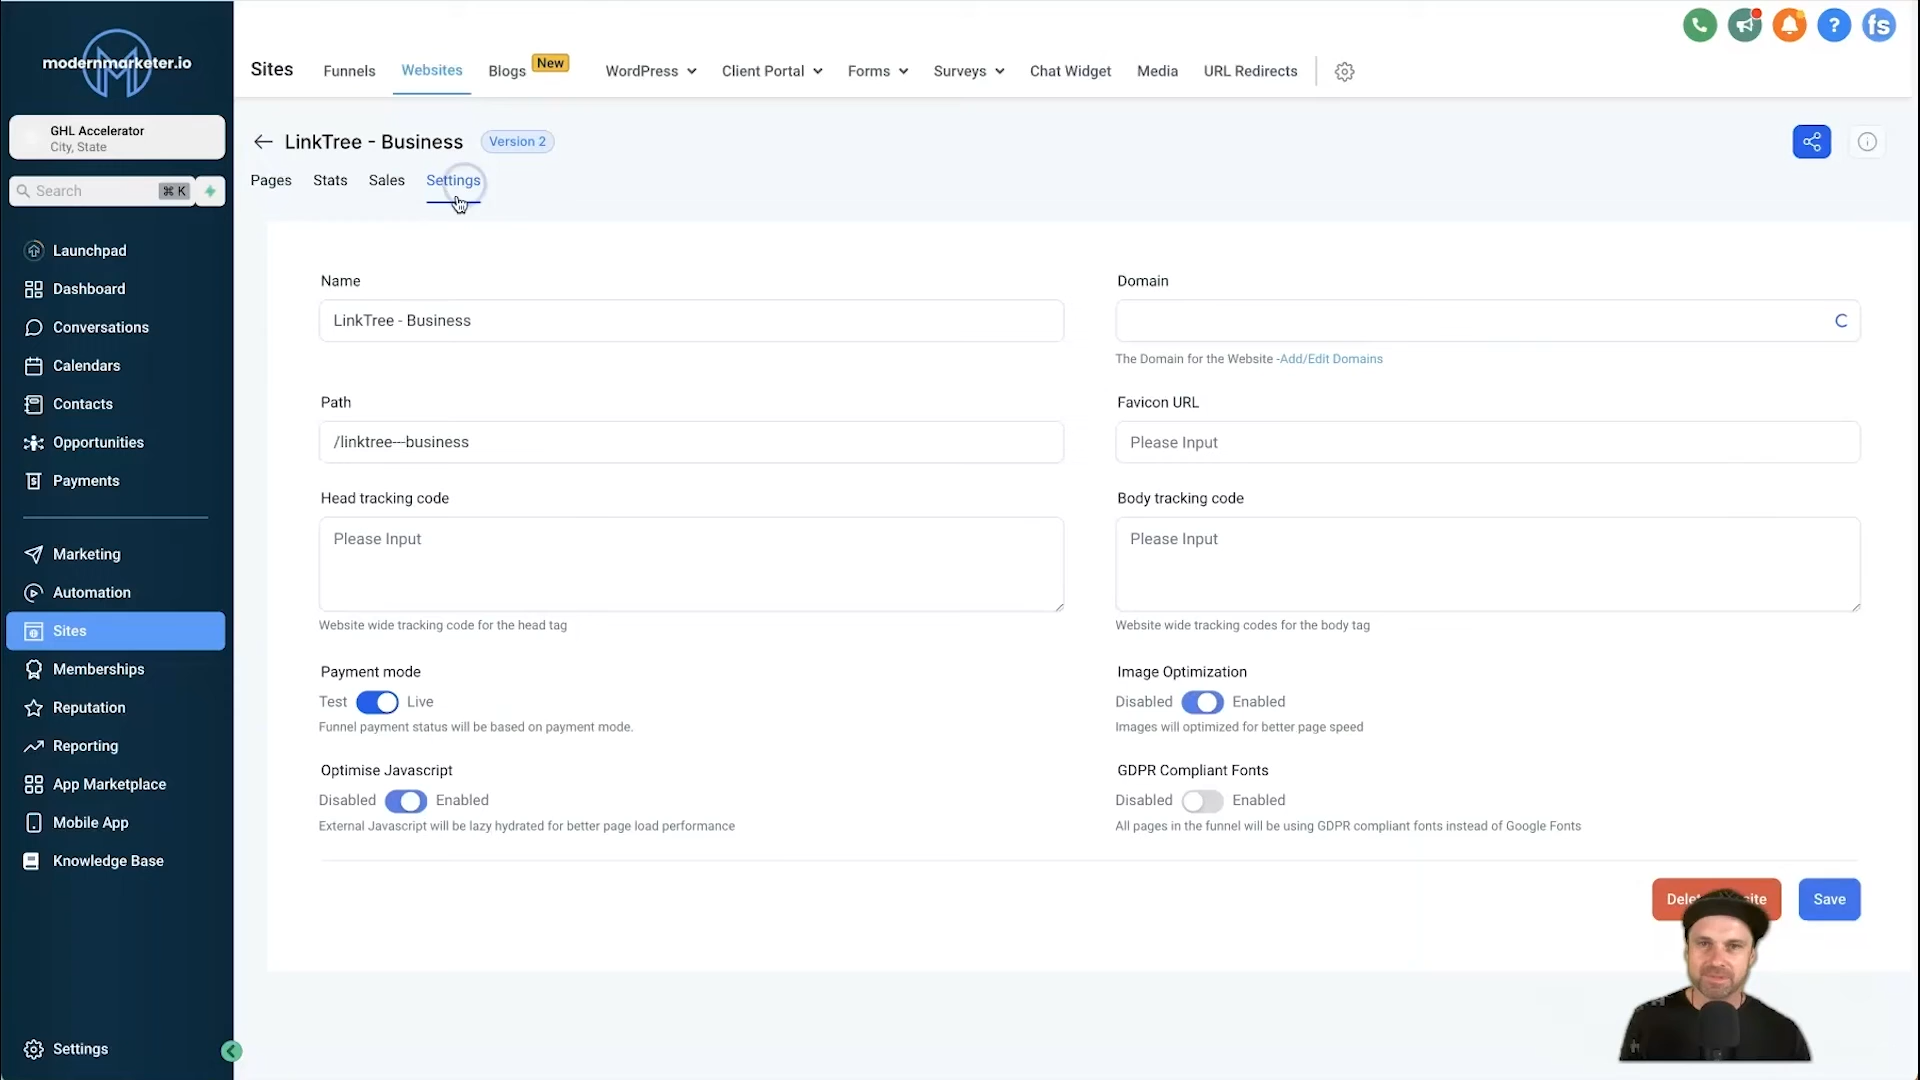 modernmarketer.io
GHL Accelerator
City, State
Search ⌘ K
Launchpad
Dashboard
Conversations
Calendars
Contacts
Opportunities
Payments
Marketing
Automation
Sites
Memberships
Reputation
Reporting
App Marketplace
Mobile App
Knowledge Base
Settings
Sites Funnels Websites Blogs New WordPress Client Portal Forms Surveys Chat Widget Media URL Redirects
? fs
LinkTree - Business Version 2
Pages Stats Sales Settings
Name
LinkTree - Business
Domain
The Domain for the Website -Add/Edit Domains
Path
/linktree---business
Favicon URL
Please Input
Head tracking code
Please Input
Website wide tracking code for the head tag
Body tracking code
Please Input
Website wide tracking codes for the body tag
Payment mode
Test Live
Funnel payment status will be based on payment mode.
Image Optimization
Disabled Enabled
Images will optimized for better page speed
Optimise Javascript
Disabled Enabled
External Javascript will be lazy hydrated for better page load performance
GDPR Compliant Fonts
Disabled Enabled
All pages in the funnel will be using GDPR compliant fonts instead of Google Fonts
Save